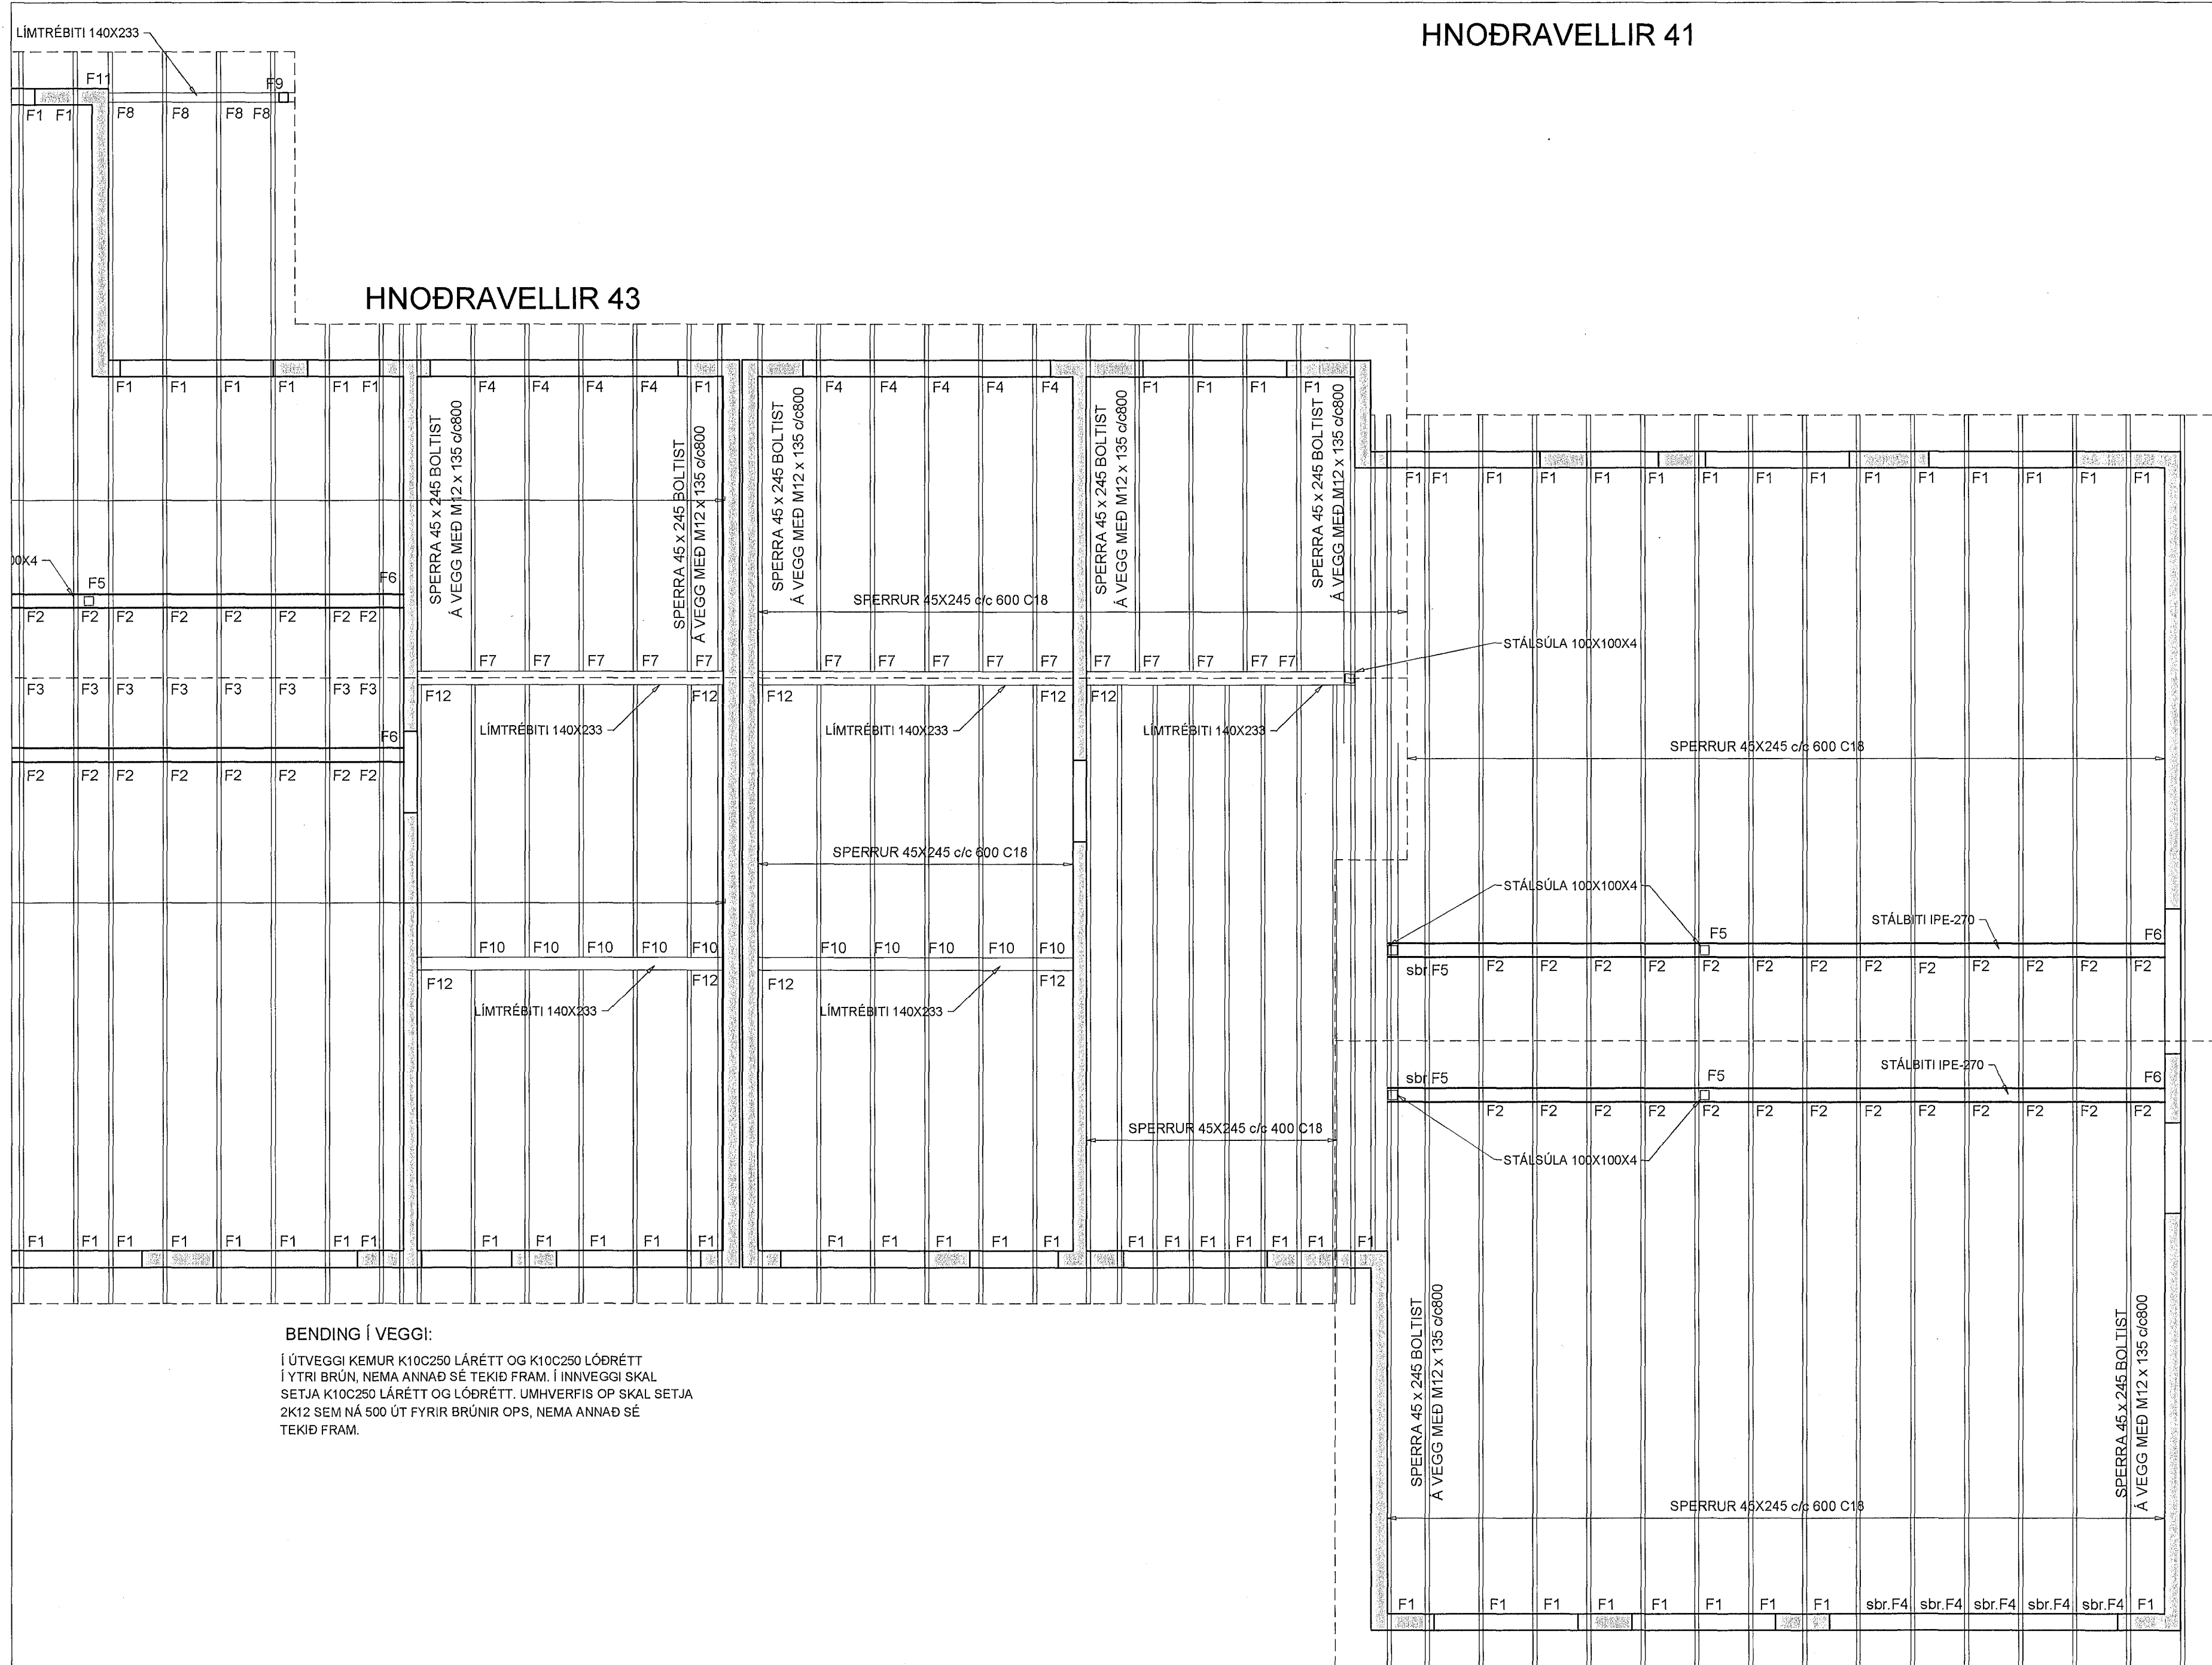 HNOÐRAVELLIR 41
LÍMTRÉBITI 140X233
F11 F9
F1 F1 F8 F8 F8 F8
HNOÐRAVELLIR 43
F1 F1 F1 F1 F1 F1 F4 F4 F4 F4 F1 F4 F4 F4 F4 F4 F1 F1 F1 F1
SPERRA 45 x 245 BOLTIST
Á VEGG MEÐ M12 x 135 c/c800
SPERRA 45 x 245 BOLTIST
Á VEGG MEÐ M12 x 135 c/c800
SPERRA 45 x 245 BOLTIST
Á VEGG MEÐ M12 x 135 c/c800
SPERRA 45 x 245 BOLTIST
Á VEGG MEÐ M12 x 135 c/c800
SPERRA 45 x 245 BOLTIST
Á VEGG MEÐ M12 x 135 c/c800
F1 F1 F1 F1 F1 F1 F1 F1 F1 F1 F1 F1 F1 F1
00X4
F5 F6
SPERRUR 45X245 c/c 600 C18
F2 F2 F2 F2 F2 F2 F2 F2
STÁLSÚLA 100X100X4
F7 F7 F7 F7 F7 F7 F7 F7 F7 F7 F7 F7 F7 F7 F7
F3 F3 F3 F3 F3 F3 F3 F3
F12 F12 F12 F12 F12
LÍMTRÉBITI 140X233 LÍMTRÉBITI 140X233 LÍMTRÉBITI 140X233
F6
SPERRUR 45X245 c/c 600 C18
F2 F2 F2 F2 F2 F2 F2 F2
SPERRUR 45X245 c/c 600 C18
STÁLSÚLA 100X100X4
STÁLBITI IPE-270
F5 F6
F10 F10 F10 F10 F10 F10 F10 F10 F10 F10
sbr.F5 F2 F2 F2 F2 F2 F2 F2 F2 F2 F2 F2 F2 F2
F12 F12 F12 F12
LÍMTRÉBITI 140X233 LÍMTRÉBITI 140X233
STÁLBITI IPE-270
sbr.F5 F5 F6
F2 F2 F2 F2 F2 F2 F2 F2 F2 F2 F2 F2 F2
SPERRUR 45X245 c/c 400 C18
STÁLSÚLA 100X100X4
F1 F1 F1 F1 F1 F1 F1 F1 F1 F1 F1 F1 F1 F1 F1 F1 F1 F1 F1 F1 F1 F1 F1 F1 F1
BENDING Í VEGGI:
Í ÚTVEGGI KEMUR K10C250 LÁRÉTT OG K10C250 LÓÐRÉTT
Í YTRI BRÚN, NEMA ANNAÐ SÉ TEKIÐ FRAM. Í INNVEGGI SKAL
SETJA K10C250 LÁRÉTT OG LÓÐRÉTT. UMHVERFIS OP SKAL SETJA
2K12 SEM NÁ 500 ÚT FYRIR BRÚNIR OPS, NEMA ANNAÐ SÉ
TEKIÐ FRAM.
SPERRA 45 x 245 BOLTIST
Á VEGG MEÐ M12 x 135 c/c800
SPERRA 45 x 245 BOLTIST
Á VEGG MEÐ M12 x 135 c/c800
SPERRUR 45X245 c/c 600 C18
F1 F1 F1 F1 F1 F1 F1 F1 sbr.F4 sbr.F4 sbr.F4 sbr.F4 sbr.F4 F1